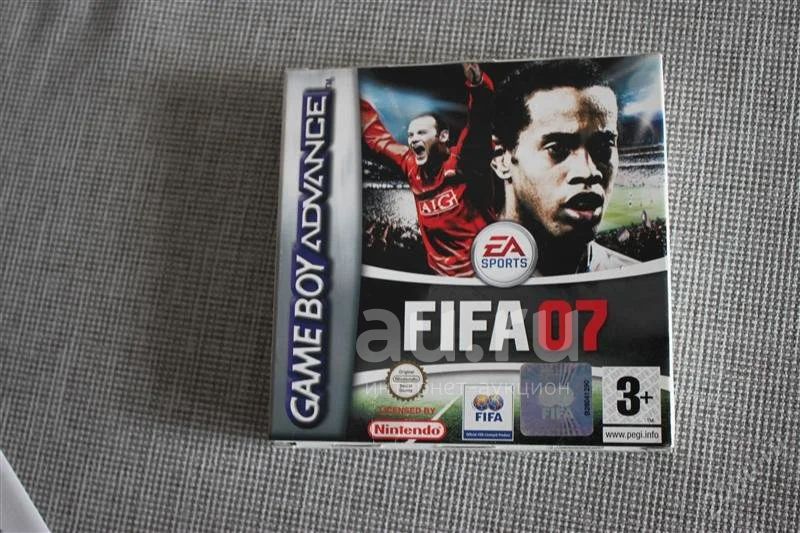 GAME BOY ADVANCE
AIG
EA
SPORTS
FIFA 07
au.ru
интернет-аукцион
Original
Nintendo
LICENSED BY
Nintendo
FIFA
FIFA
3+
www.pegi.info